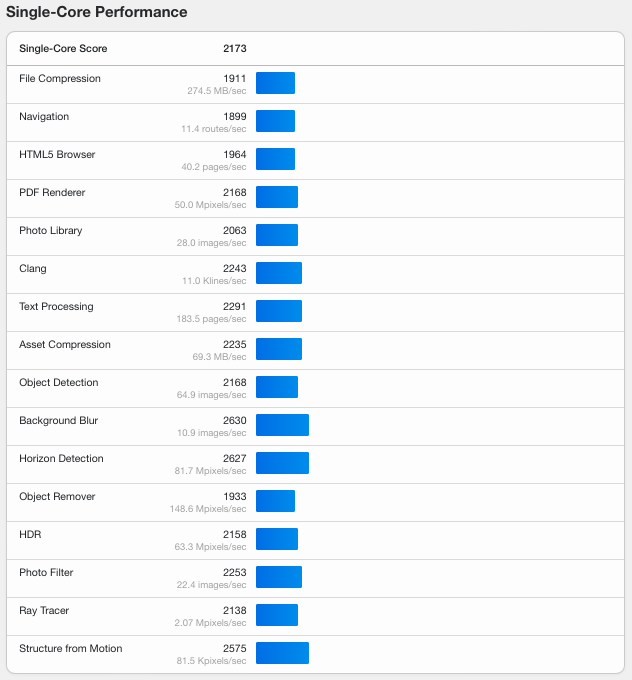 Single-Core Performance
Single-Core Score 2173
File Compression 1911
274.5 MB/sec
Navigation 1899
11.4 routes/sec
HTML5 Browser 1964
40.2 pages/sec
PDF Renderer 2168
50.0 Mpixels/sec
Photo Library 2063
28.0 images/sec
Clang 2243
11.0 Klines/sec
Text Processing 2291
183.5 pages/sec
Asset Compression 2235
69.3 MB/sec
Object Detection 2168
64.9 images/sec
Background Blur 2630
10.9 images/sec
Horizon Detection 2627
81.7 Mpixels/sec
Object Remover 1933
148.6 Mpixels/sec
HDR 2158
63.3 Mpixels/sec
Photo Filter 2253
22.4 images/sec
Ray Tracer 2138
2.07 Mpixels/sec
Structure from Motion 2575
81.5 Kpixels/sec